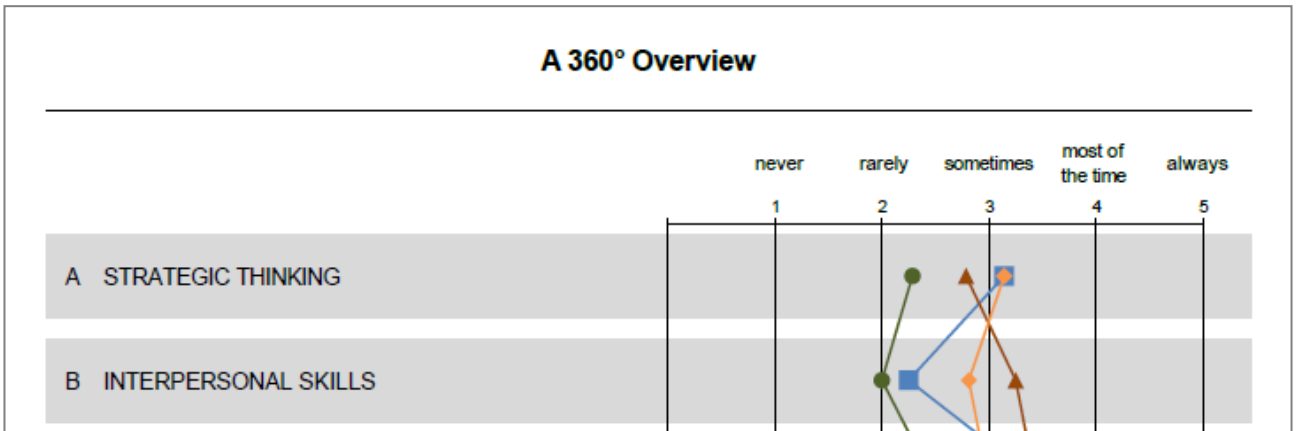 A 360° Overview
never rarely sometimes most of the time always
1 2 3 4 5
A STRATEGIC THINKING
B INTERPERSONAL SKILLS